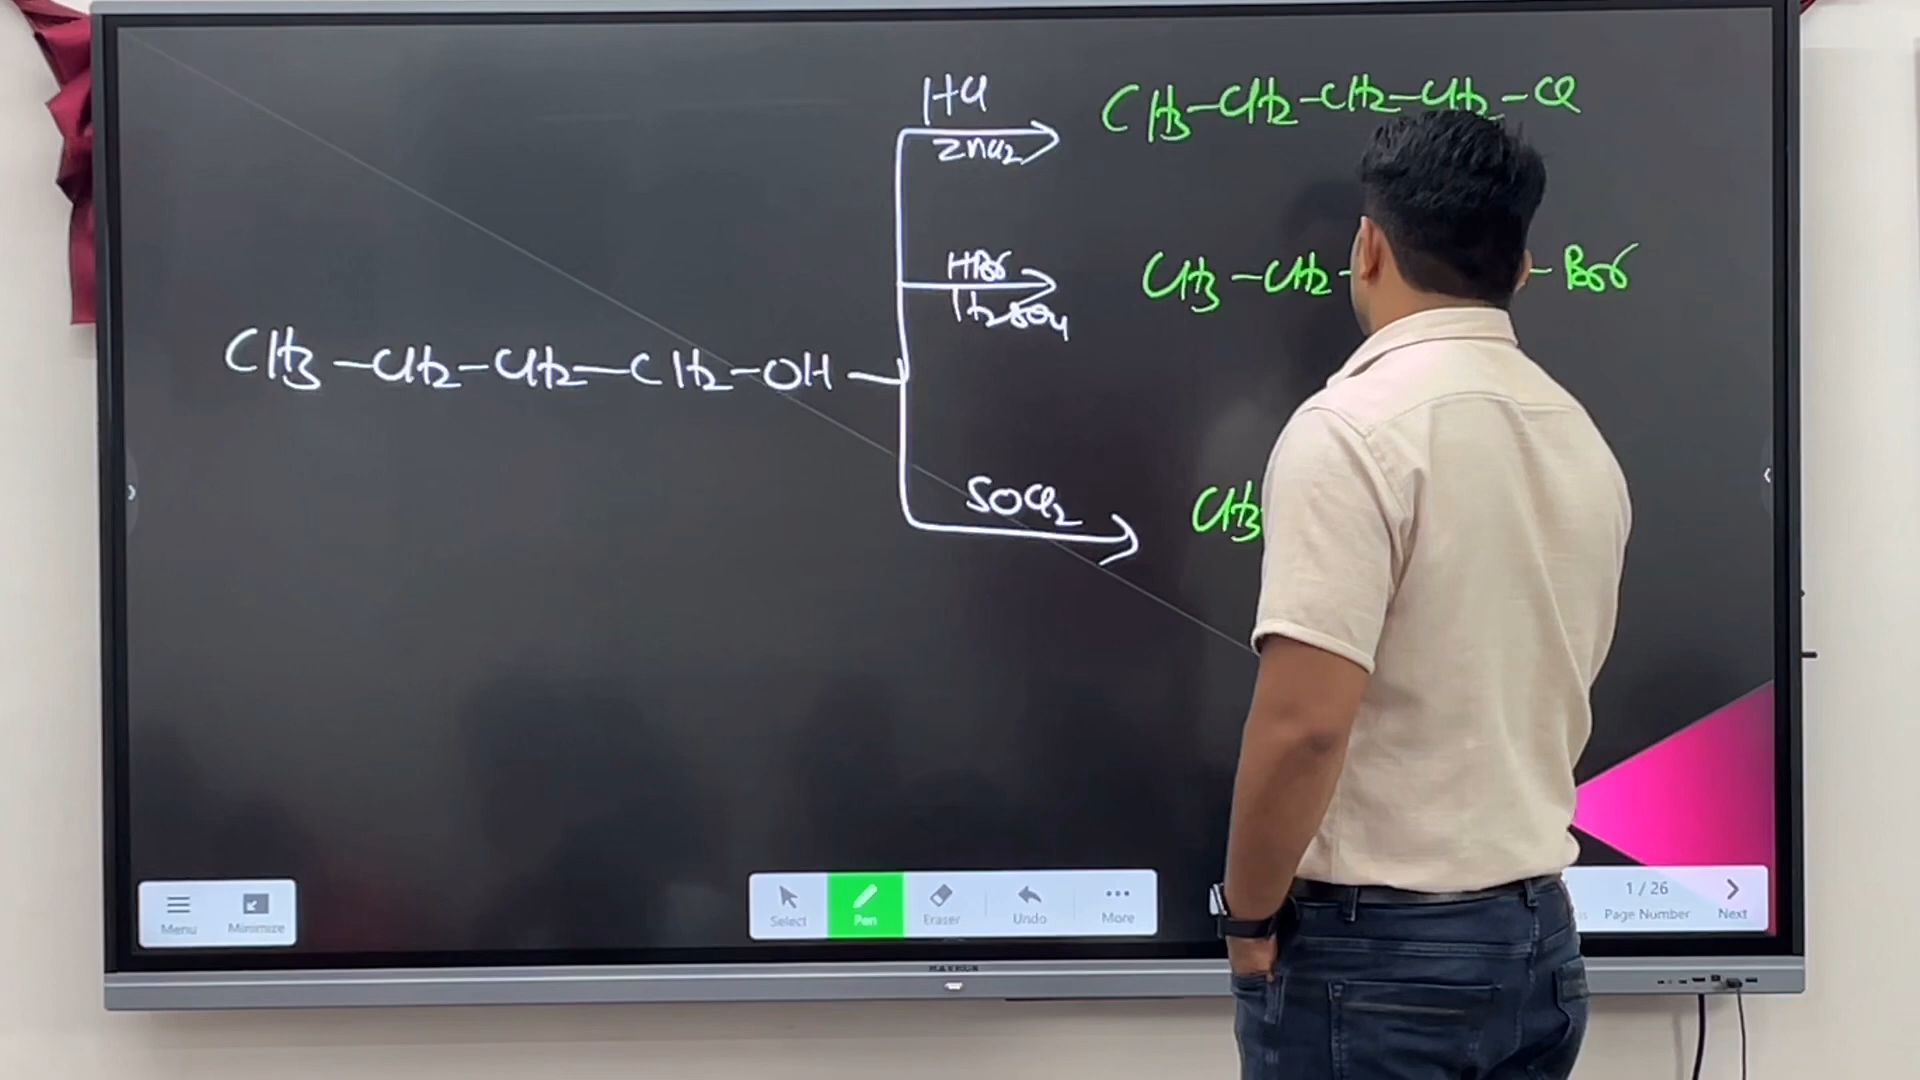 HCl
CH3-CH2-CH2-CH2-Cl
ZnCl2
HBr
CH3-CH2- -Br
H2SO4
CH3-CH2-CH2-CH2-OH
SOCl2
CH3
Menu
Minimize
Select
Pen
Eraser
Undo
More
1 / 26
Page Number
Next